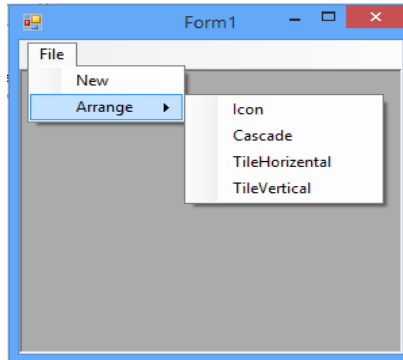 Form1
File
New
Arrange
Icon
Cascade
TileHorizental
TileVertical